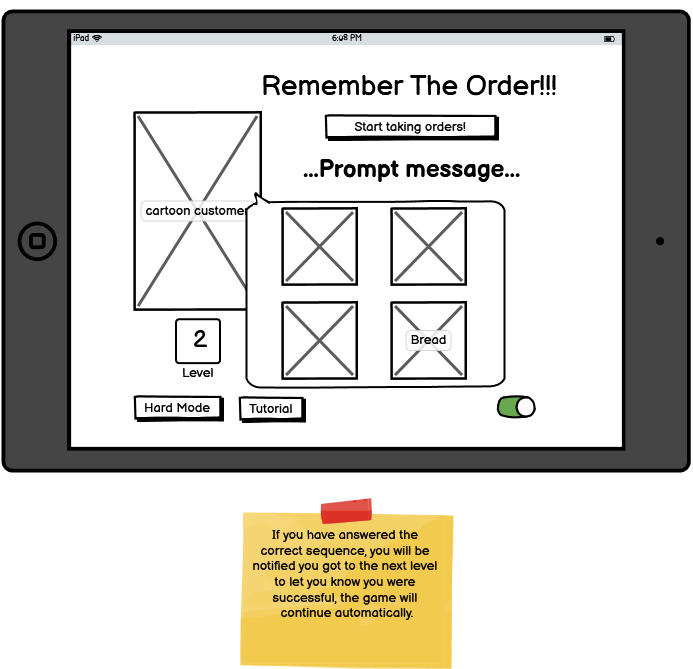 iPad
6:08 PM
Remember The Order!!!
Start taking orders!
...Prompt message...
cartoon customer
Bread
2
Level
Hard Mode
Tutorial
If you have answered the
correct sequence, you will be
notified you got to the next level
to let you know you were
successful, the game will
continue automatically.